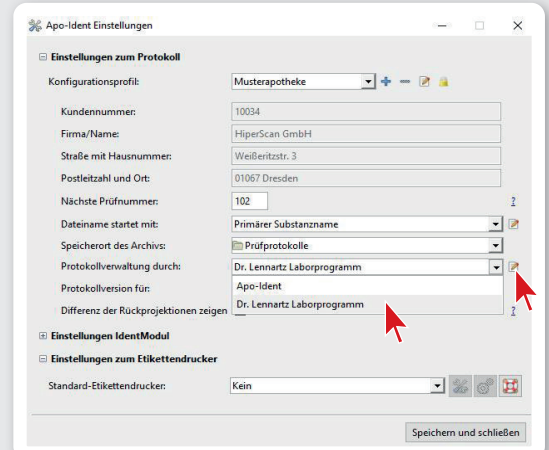 Apo-Ident Einstellungen
Einstellungen zum Protokoll
Konfigurationsprofil: Musterapotheke
Kundennummer: 10034
Firma/Name: HiperScan GmbH
Straße mit Hausnummer: Weißeritzstr. 3
Postleitzahl und Ort: 01067 Dresden
Nächste Prüfnummer: 102 ?
Dateiname startet mit: Primärer Substanzname
Speicherort des Archivs: Prüfprotokolle
Protokollverwaltung durch: Dr. Lennartz Laborprogramm
Protokollversion für: Apo-Ident
Differenz der Rückprojektionen zeigen Dr. Lennartz Laborprogramm ?
Einstellungen IdentModul
Einstellungen zum Etikettendrucker
Standard-Etikettendrucker: Kein
Speichern und schließen